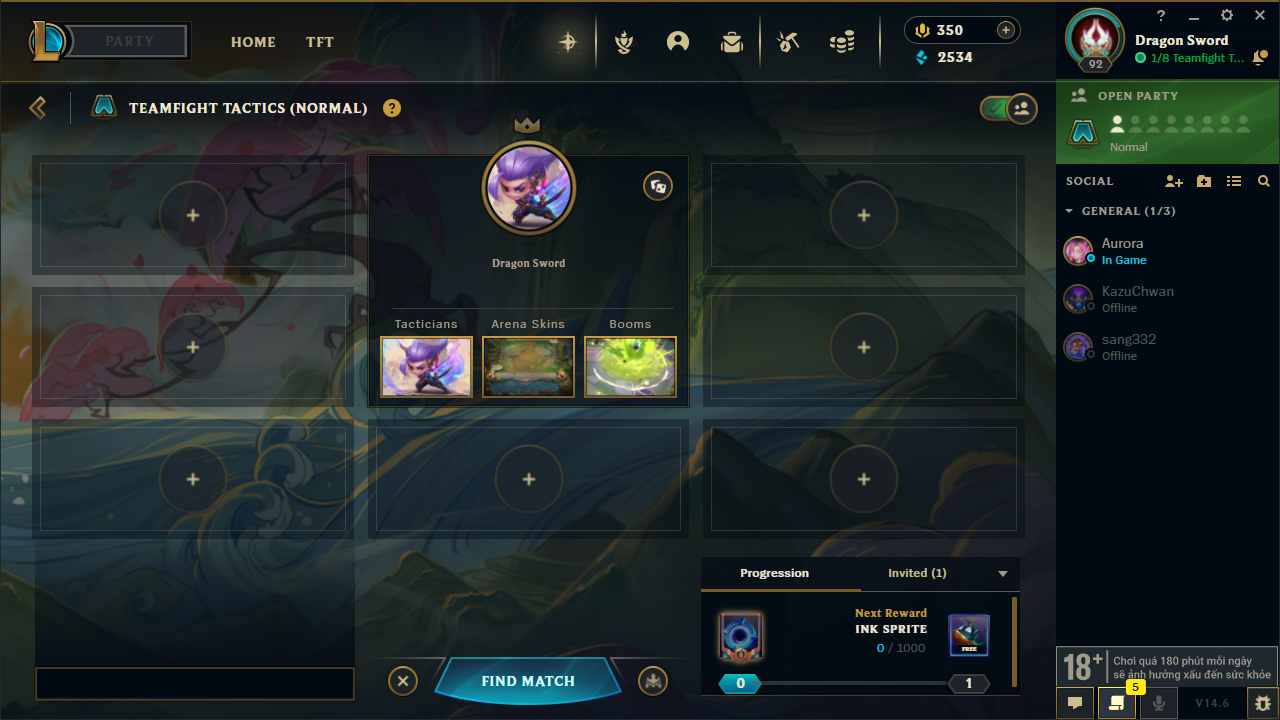 PARTY
HOME
TFT
350
2534
?
Dragon Sword
92
1/8 Teamfight T...
TEAMFIGHT TACTICS (NORMAL)
?
OPEN PARTY
Normal
SOCIAL
GENERAL (1/3)
Aurora
In Game
KazuChwan
Offline
sang332
Offline
Dragon Sword
Tacticians
Arena Skins
Booms
Progression
Invited (1)
Next Reward
INK SPRITE
0 / 1000
FREE
0
1
FIND MATCH
18+
Chơi quá 180 phút mỗi ngày
sẽ ảnh hưởng xấu đến sức khỏe
5
V14.6